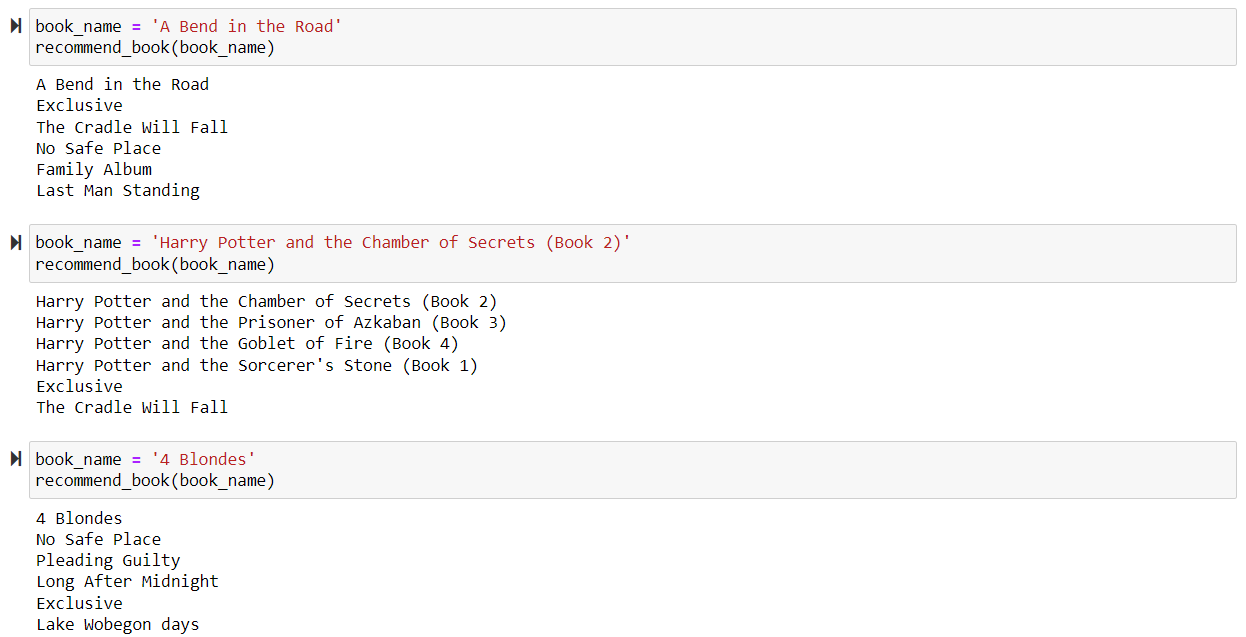 book_name = 'A Bend in the Road'
recommend_book(book_name)
A Bend in the Road
Exclusive
The Cradle Will Fall
No Safe Place
Family Album
Last Man Standing
book_name = 'Harry Potter and the Chamber of Secrets (Book 2)'
recommend_book(book_name)
Harry Potter and the Chamber of Secrets (Book 2)
Harry Potter and the Prisoner of Azkaban (Book 3)
Harry Potter and the Goblet of Fire (Book 4)
Harry Potter and the Sorcerer's Stone (Book 1)
Exclusive
The Cradle Will Fall
book_name = '4 Blondes'
recommend_book(book_name)
4 Blondes
No Safe Place
Pleading Guilty
Long After Midnight
Exclusive
Lake Wobegon days